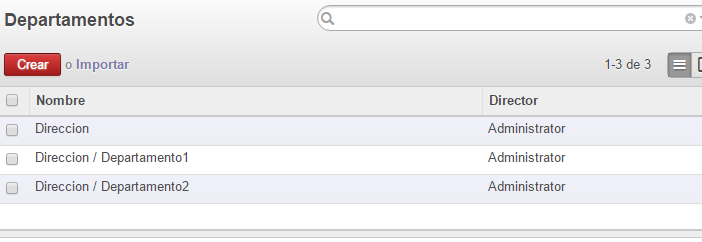 Departamentos
Crear o Importar 1-3 de 3
Nombre Director
Direccion Administrator
Direccion / Departamento1 Administrator
Direccion / Departamento2 Administrator